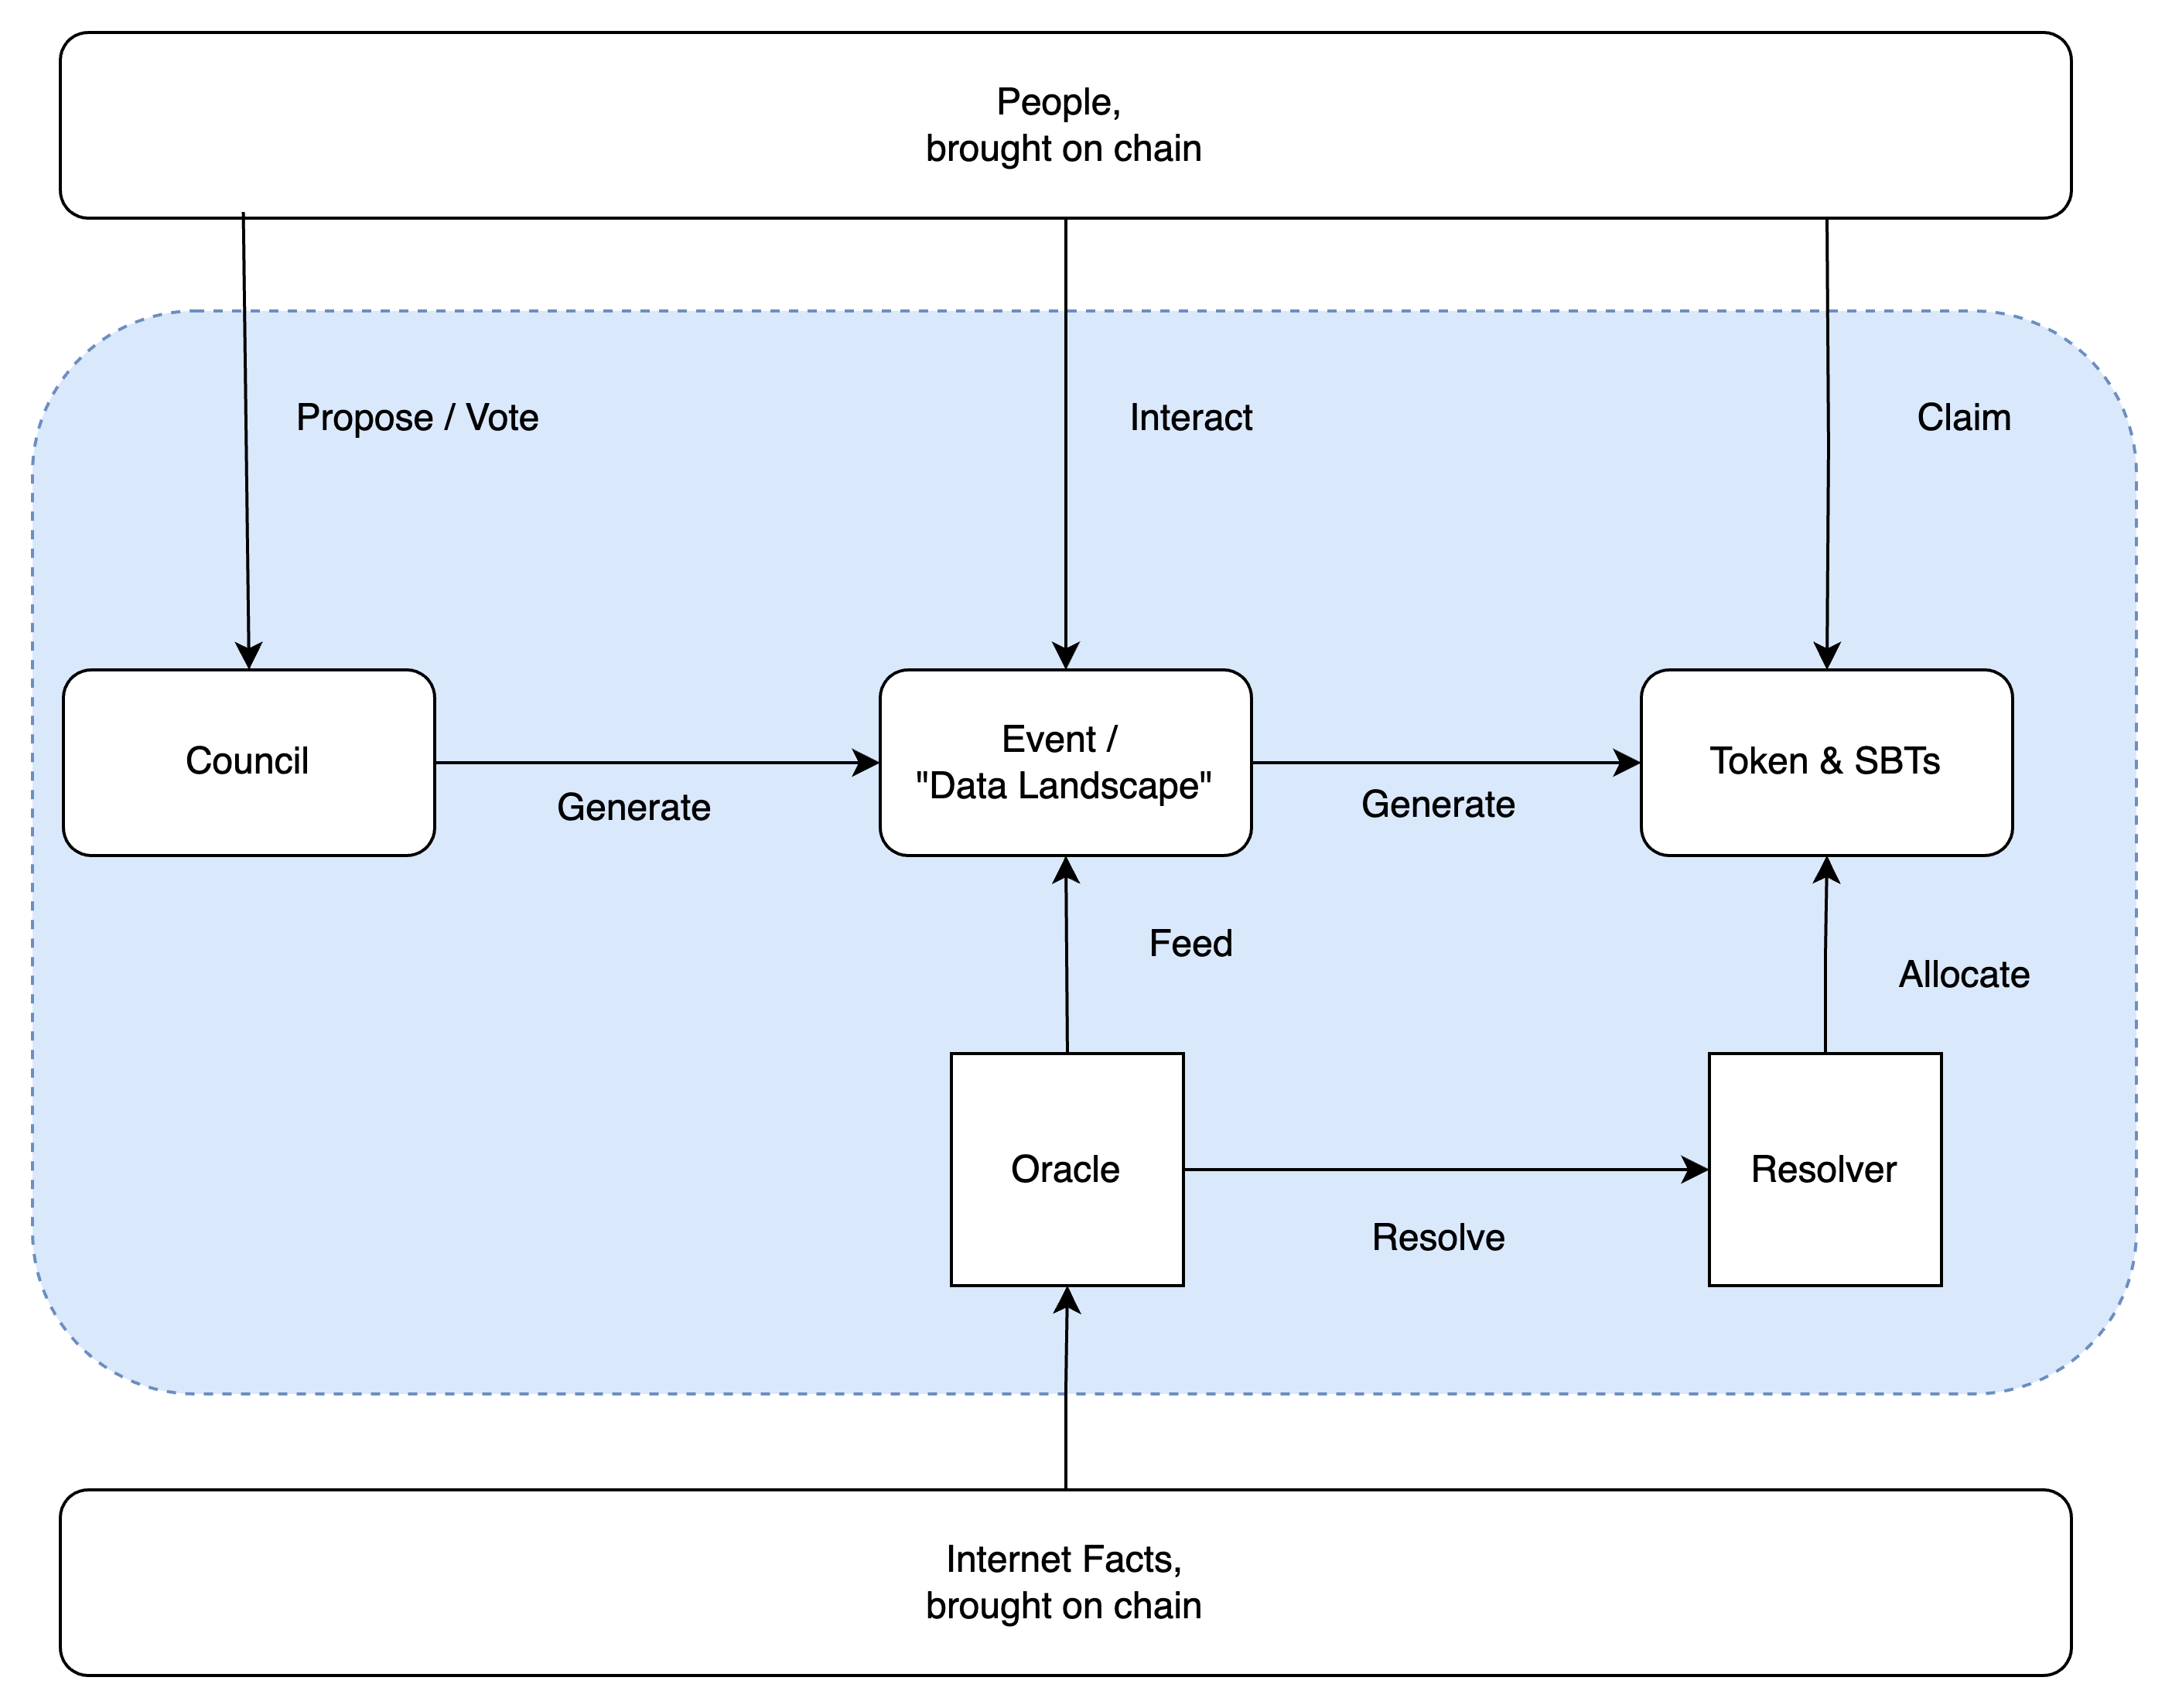 People,
brought on chain
Propose / Vote
Interact
Claim
Council
Event /
"Data Landscape"
Token & SBTs
Generate
Generate
Feed
Allocate
Oracle
Resolver
Resolve
Internet Facts,
brought on chain